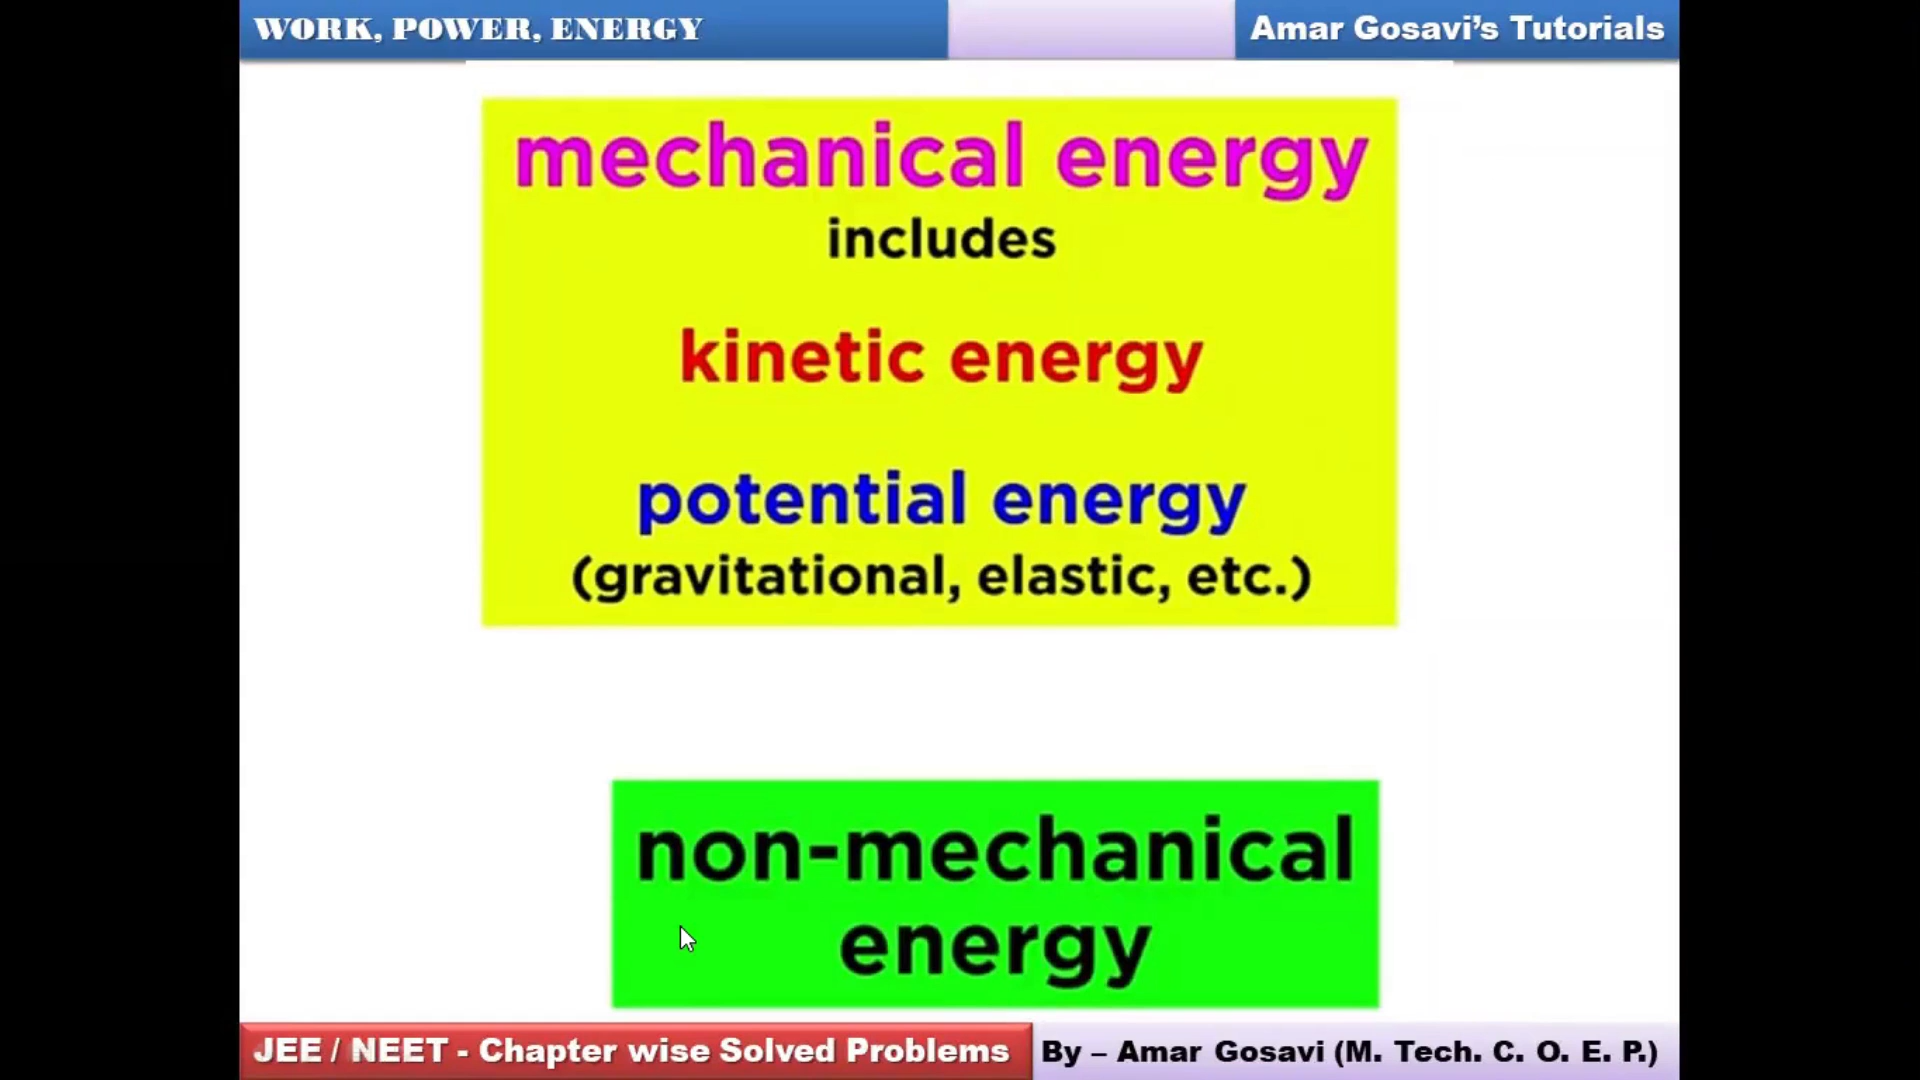 WORK, POWER, ENERGY
Amar Gosavi’s Tutorials
mechanical energy
includes
kinetic energy
potential energy
(gravitational, elastic, etc.)
non-mechanical
energy
JEE / NEET - Chapter wise Solved Problems
By – Amar Gosavi (M. Tech. C. O. E. P.)